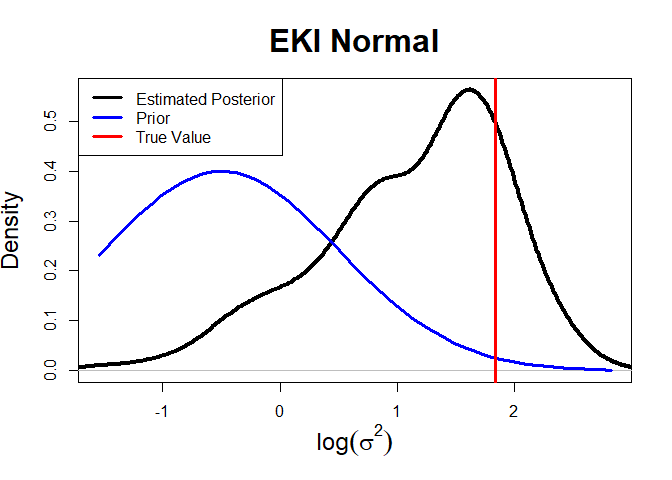 EKI Normal
Estimated Posterior
Prior
True Value
Density
0.5
0.4
0.3
0.2
0.1
0.0
-1
0
1
2
log(σ²)